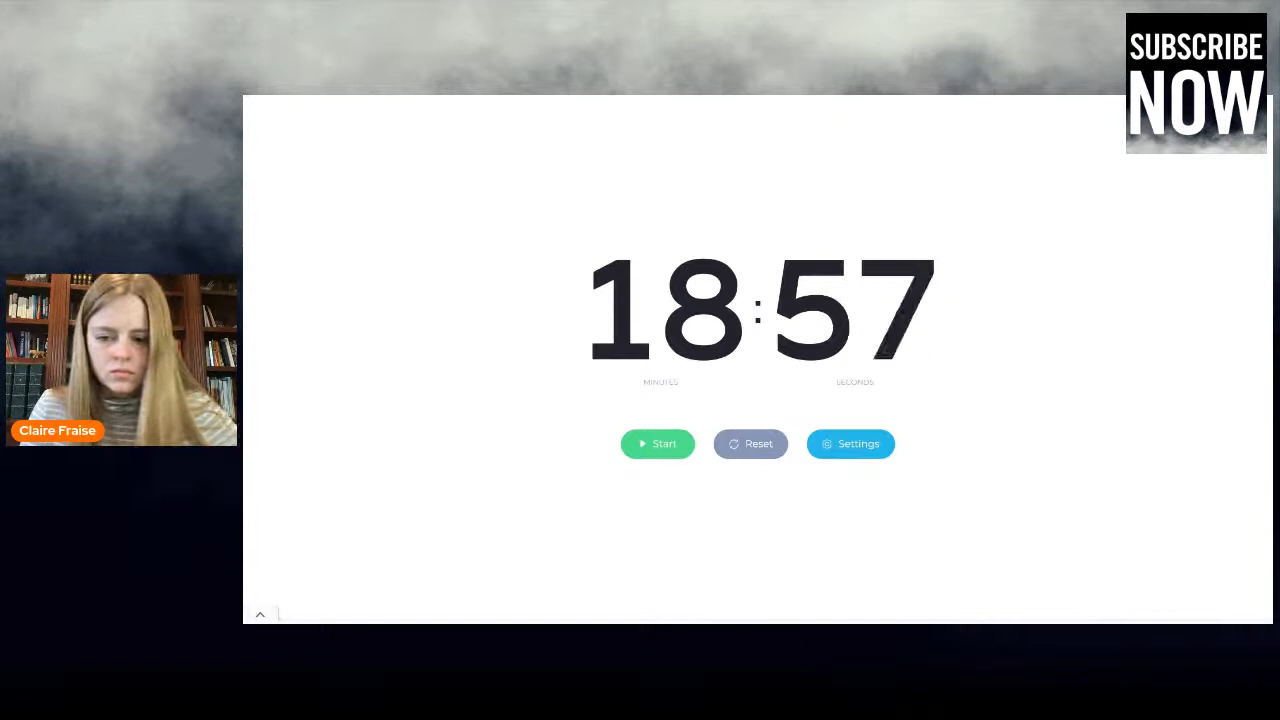 SUBSCRIBE
NOW
18:57
MINUTES
SECONDS
Start
Reset
Settings
Claire Fraise